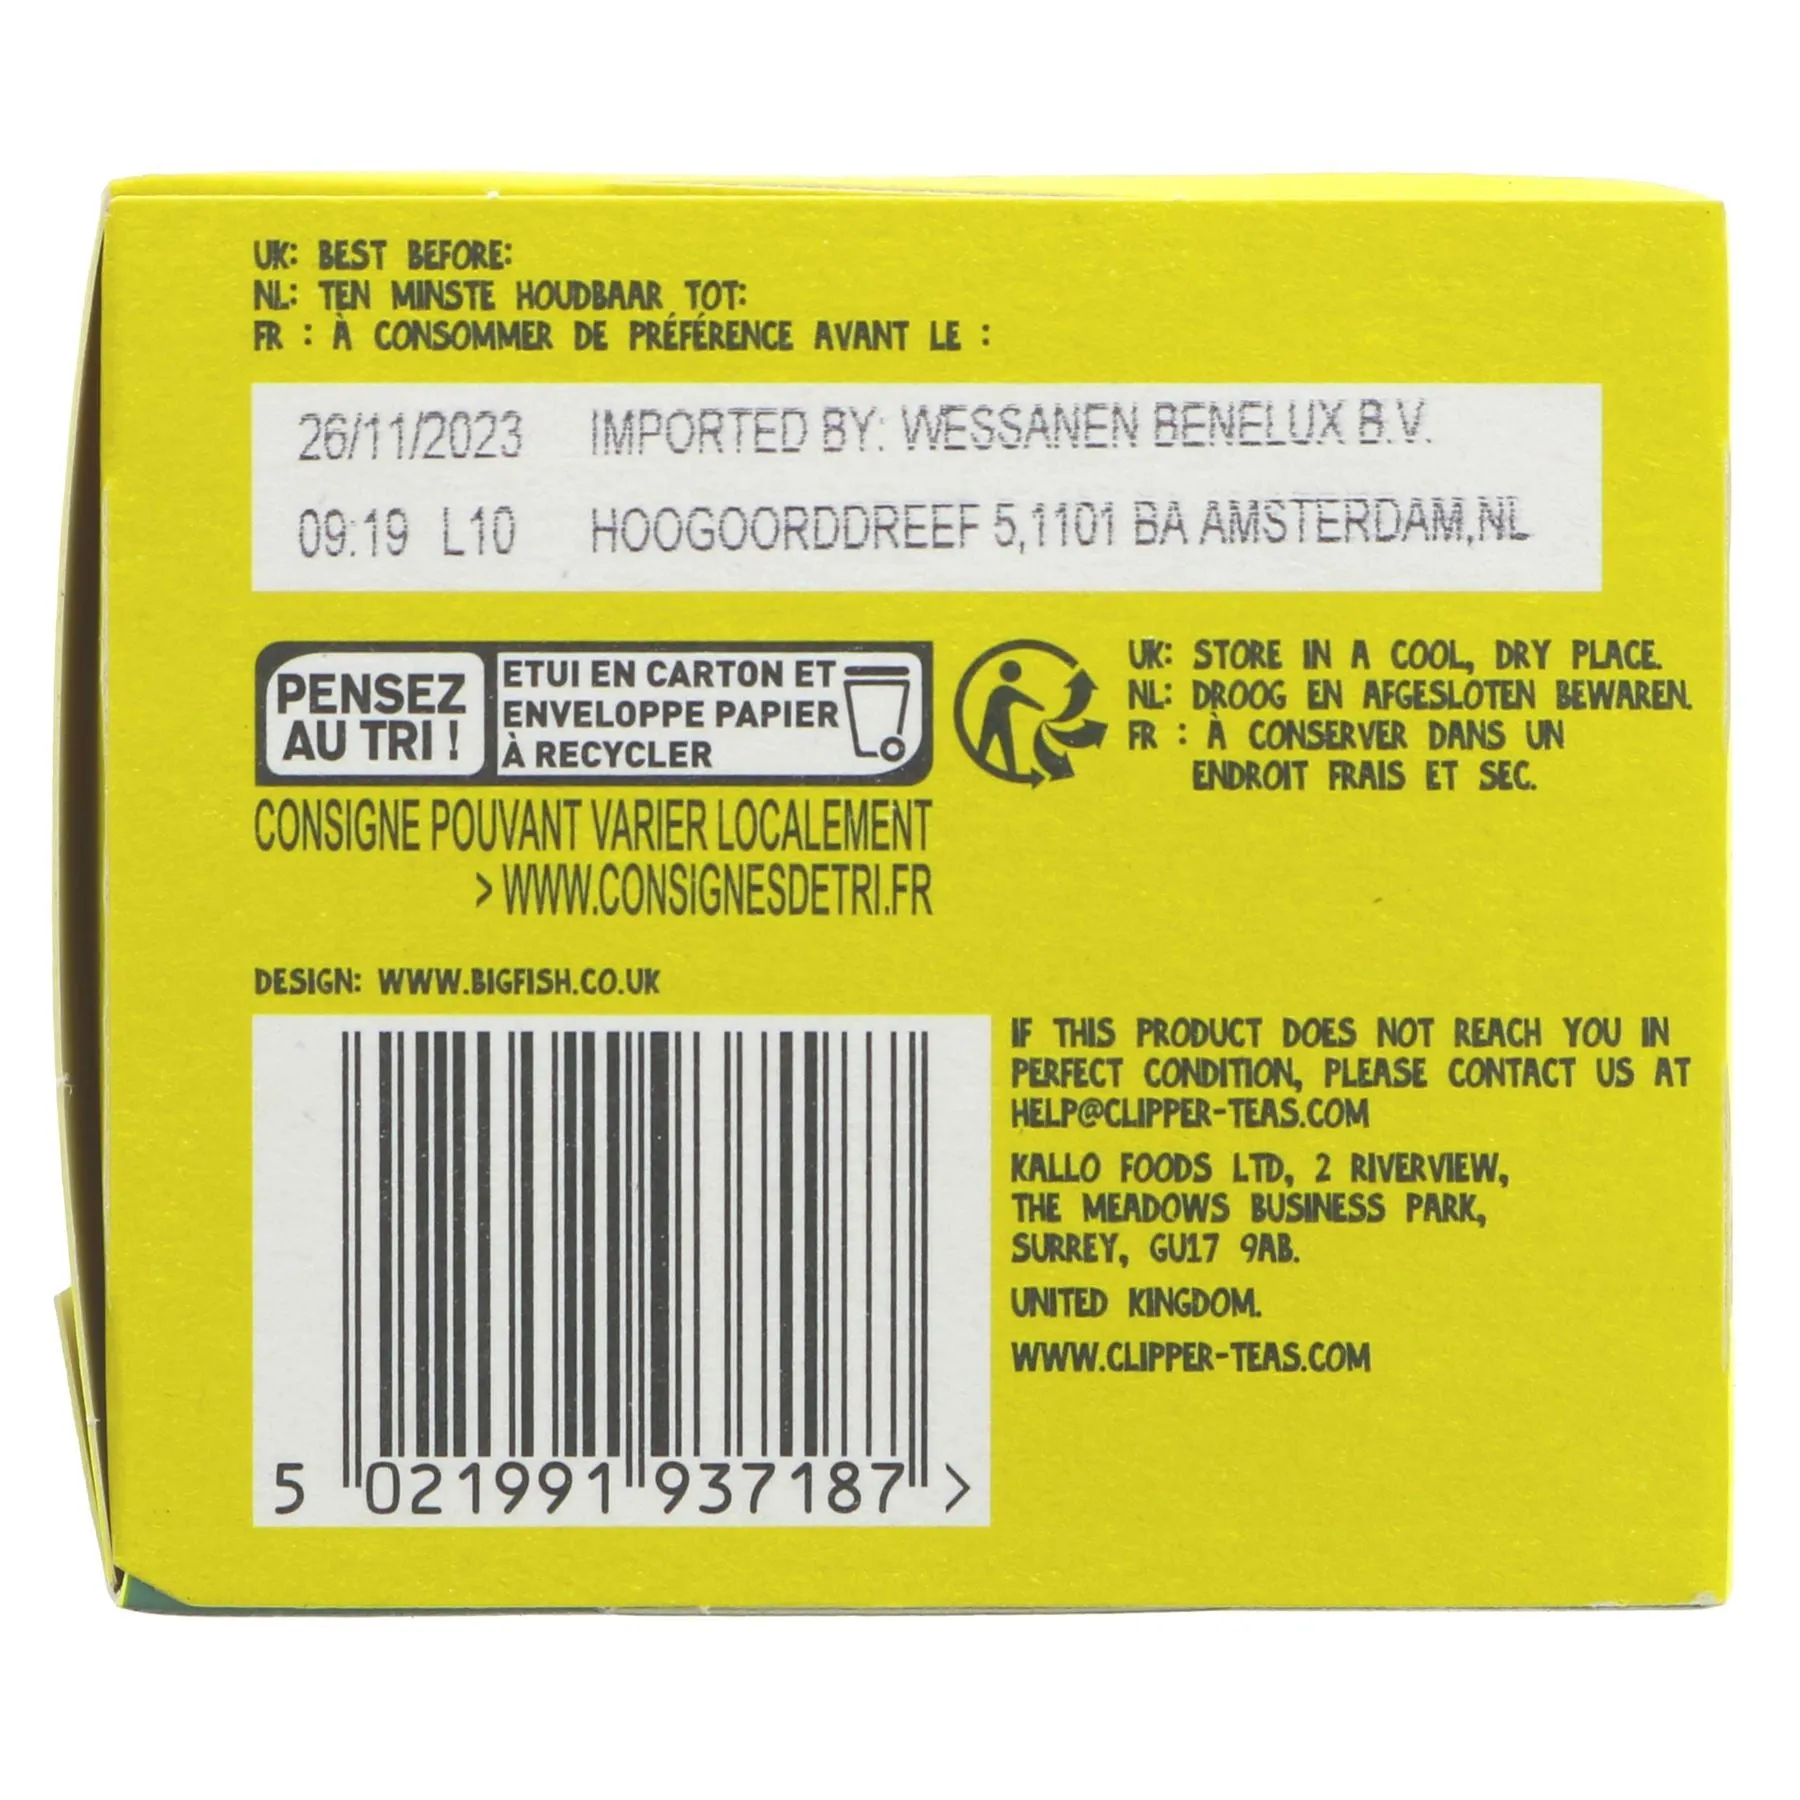 UK: BEST BEFORE:
NL: TEN MINSTE HOUDBAAR TOT:
FR : À CONSOMMER DE PRÉFÉRENCE AVANT LE :
26/11/2023 IMPORTED BY: WESSANEN BENELUX B.V.
09:19 L10 HOOGOORDDREEF 5,1101 BA AMSTERDAM,NL
PENSEZ
AU TRI !
ETUI EN CARTON ET
ENVELOPPE PAPIER
À RECYCLER
CONSIGNE POUVANT VARIER LOCALEMENT
> WWW.CONSIGNESDETRI.FR
UK: STORE IN A COOL, DRY PLACE.
NL: DROOG EN AFGESLOTEN BEWAREN.
FR : À CONSERVER DANS UN
ENDROIT FRAIS ET SEC.
DESIGN: WWW.BIGFISH.CO.UK
5 021991 937187 >
IF THIS PRODUCT DOES NOT REACH YOU IN
PERFECT CONDITION, PLEASE CONTACT US AT
HELP@CLIPPER-TEAS.COM
KALLO FOODS LTD, 2 RIVERVIEW,
THE MEADOWS BUSINESS PARK,
SURREY, GU17 9AB.
UNITED KINGDOM.
WWW.CLIPPER-TEAS.COM